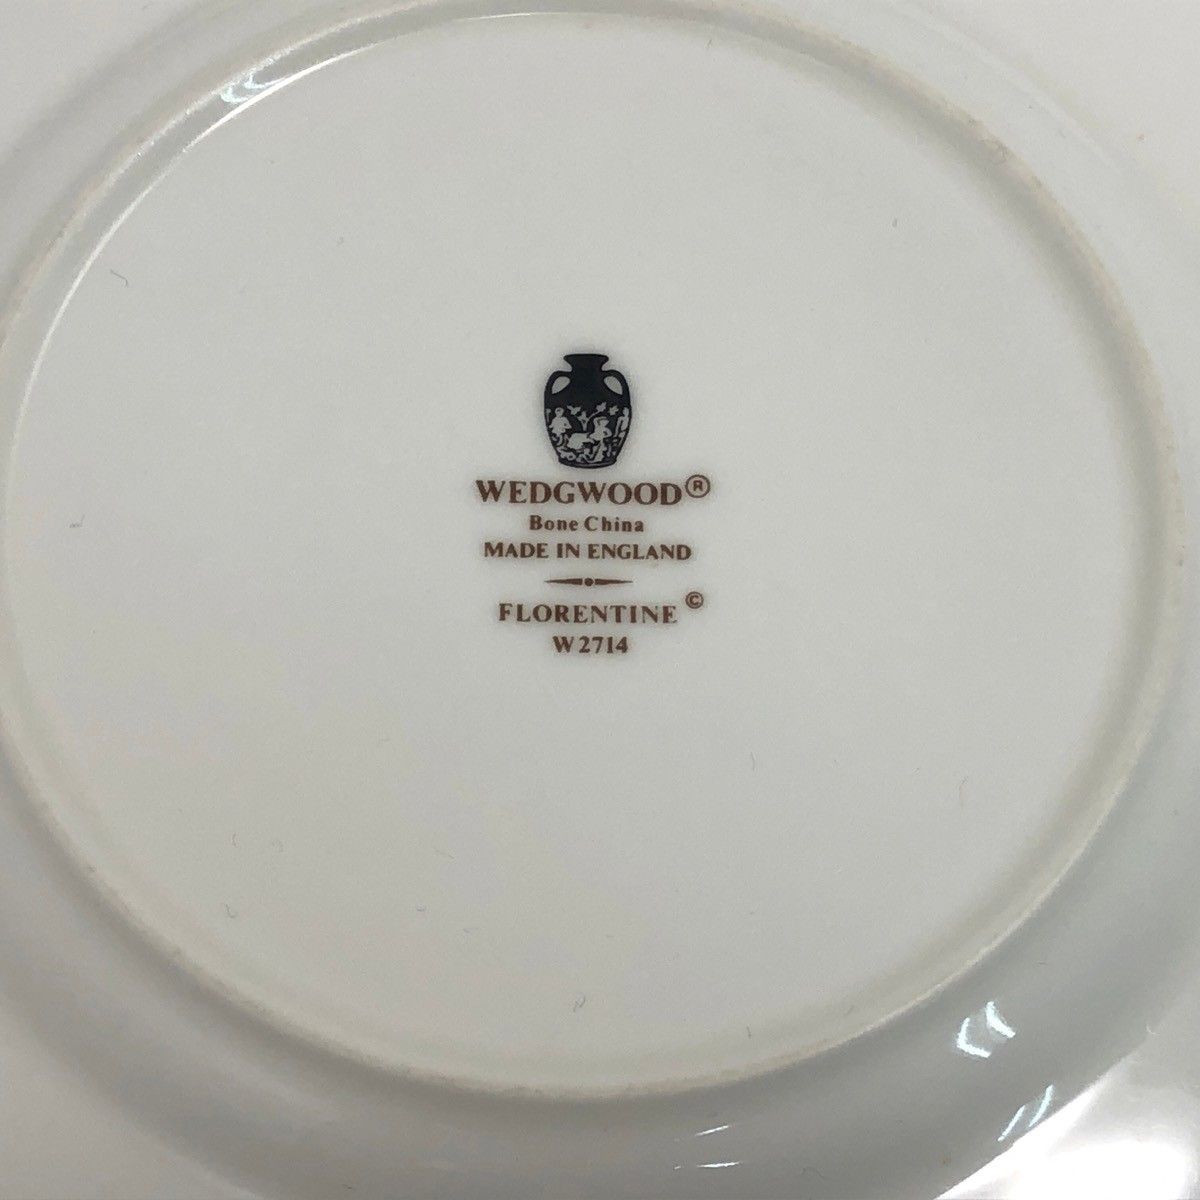 WEDGWOOD®
Bone China
MADE IN ENGLAND
FLORENTINE ©
W2714